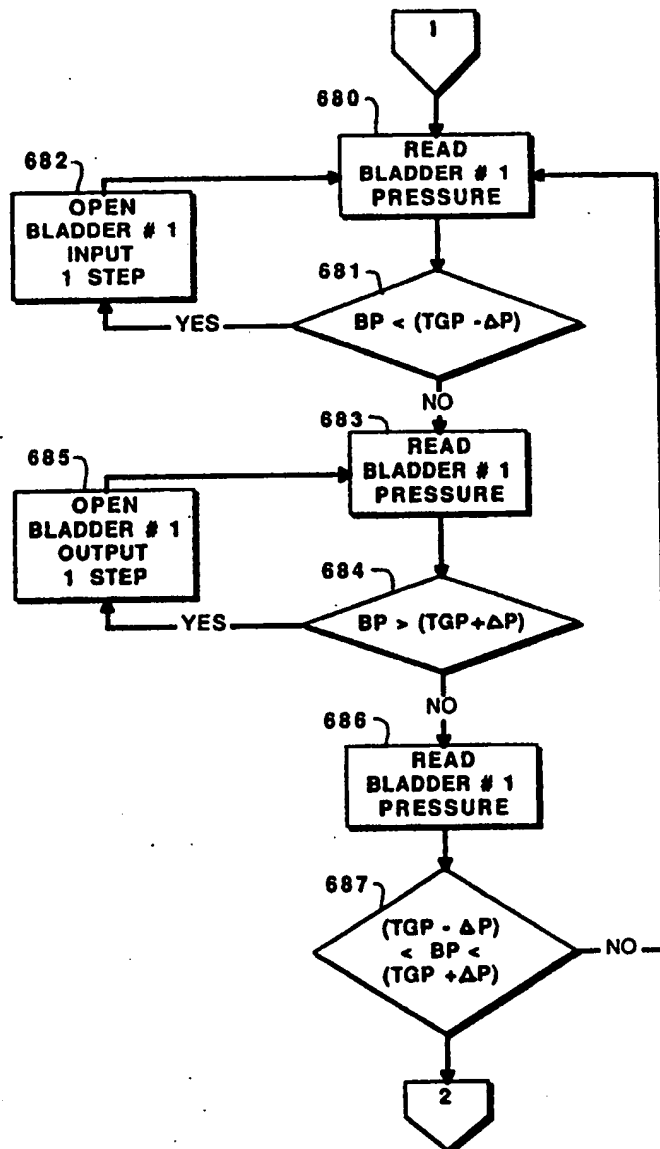 1
680
READ
BLADDER # 1
PRESSURE
682
OPEN
BLADDER # 1
INPUT
1 STEP
681
BP < (TGP - ΔP)
YES
NO
683
READ
BLADDER # 1
PRESSURE
685
OPEN
BLADDER # 1
OUTPUT
1 STEP
684
BP > (TGP+ΔP)
YES
NO
686
READ
BLADDER # 1
PRESSURE
687
(TGP - ΔP)
< BP <
(TGP +ΔP)
NO
2